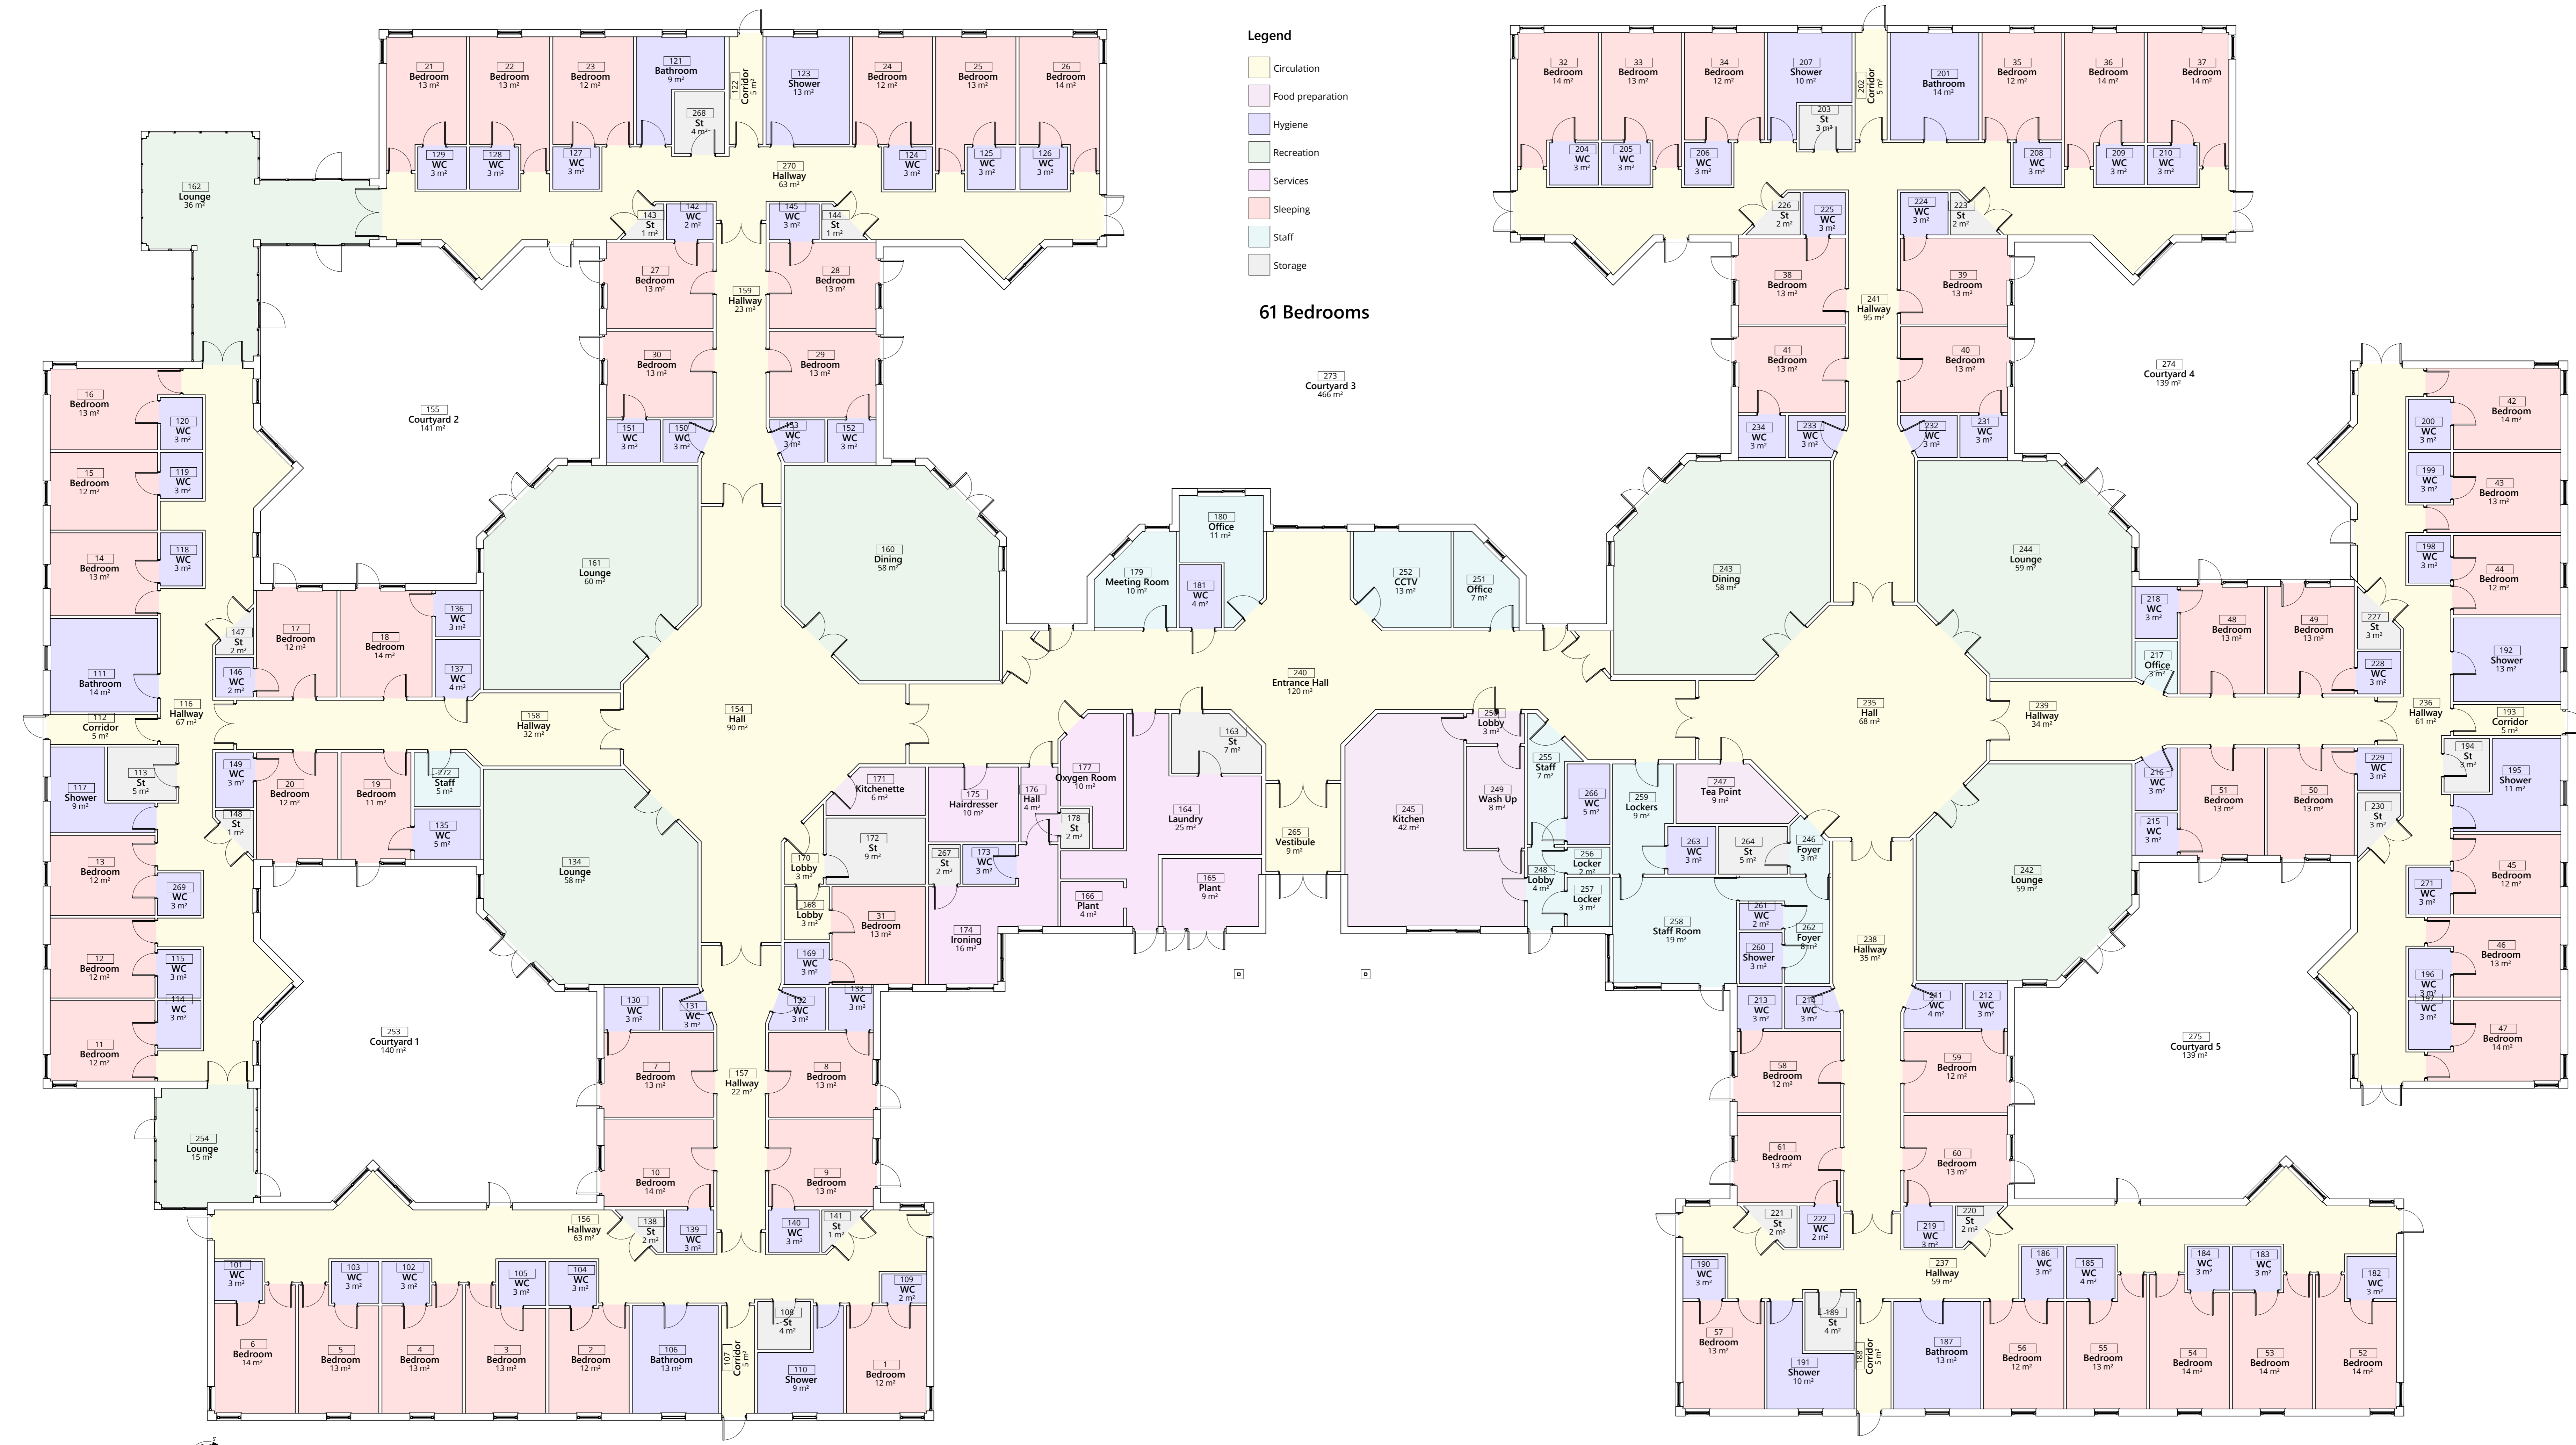 Legend
Circulation
Food preparation
Hygiene
Recreation
Services
Sleeping
Staff
Storage
61 Bedrooms
21
Bedroom
13 m²
22
Bedroom
13 m²
23
Bedroom
13 m²
121
Bathroom
9 m²
122
Corridor
5 m²
123
Shower
13 m²
24
Bedroom
12 m²
25
Bedroom
13 m²
26
Bedroom
14 m²
268
St
4 m²
129
WC
3 m²
128
WC
3 m²
127
WC
3 m²
270
Hallway
63 m²
124
WC
3 m²
125
WC
3 m²
126
WC
3 m²
162
Lounge
36 m²
143
St
1 m²
142
WC
2 m²
145
WC
3 m²
144
St
1 m²
27
Bedroom
13 m²
159
Hallway
23 m²
28
Bedroom
13 m²
30
Bedroom
13 m²
29
Bedroom
13 m²
151
WC
3 m²
150
WC
3 m²
153
WC
3 m²
152
WC
3 m²
155
Courtyard 2
141 m²
273
Courtyard 3
466 m²
32
Bedroom
14 m²
33
Bedroom
13 m²
34
Bedroom
12 m²
207
Shower
10 m²
203
St
3 m²
202
Corridor
5 m²
201
Bathroom
14 m²
35
Bedroom
12 m²
36
Bedroom
14 m²
37
Bedroom
14 m²
204
WC
3 m²
205
WC
3 m²
206
WC
3 m²
208
WC
3 m²
209
WC
3 m²
210
WC
3 m²
226
St
2 m²
225
WC
3 m²
224
WC
3 m²
223
St
2 m²
38
Bedroom
13 m²
241
Hallway
95 m²
39
Bedroom
13 m²
41
Bedroom
13 m²
40
Bedroom
13 m²
234
WC
3 m²
233
WC
3 m²
232
WC
3 m²
231
WC
3 m²
274
Courtyard 4
139 m²
16
Bedroom
13 m²
120
WC
3 m²
15
Bedroom
12 m²
119
WC
3 m²
14
Bedroom
13 m²
118
WC
3 m²
111
Bathroom
14 m²
147
St
2 m²
146
WC
2 m²
17
Bedroom
12 m²
18
Bedroom
14 m²
136
WC
3 m²
137
WC
4 m²
161
Lounge
60 m²
160
Dining
58 m²
116
Hallway
67 m²
112
Corridor
5 m²
158
Hallway
32 m²
154
Hall
90 m²
117
Shower
9 m²
113
St
5 m²
149
WC
3 m²
148
St
1 m²
20
Bedroom
12 m²
19
Bedroom
11 m²
272
Staff
5 m²
135
WC
5 m²
134
Lounge
58 m²
13
Bedroom
12 m²
269
WC
3 m²
12
Bedroom
12 m²
115
WC
3 m²
114
WC
3 m²
11
Bedroom
12 m²
254
Lounge
15 m²
253
Courtyard 1
140 m²
179
Meeting Room
10 m²
180
Office
11 m²
181
WC
4 m²
252
CCTV
13 m²
251
Office
7 m²
240
Entrance Hall
120 m²
163
St
7 m²
177
Oxygen Room
10 m²
171
Kitchenette
6 m²
175
Hairdresser
10 m²
176
Hall
4 m²
178
St
2 m²
164
Laundry
25 m²
172
St
9 m²
267
St
2 m²
173
WC
3 m²
170
Lobby
3 m²
168
Lobby
3 m²
31
Bedroom
13 m²
174
Ironing
16 m²
166
Plant
4 m²
165
Plant
9 m²
169
WC
3 m²
265
Vestibule
9 m²
245
Kitchen
42 m²
Lobby
3 m²
249
Wash Up
8 m²
255
Staff
7 m²
266
WC
5 m²
259
Lockers
9 m²
247
Tea Point
9 m²
263
WC
3 m²
264
St
5 m²
246
Foyer
3 m²
256
Locker
2 m²
248
Lobby
4 m²
257
Locker
3 m²
258
Staff Room
19 m²
261
WC
2 m²
262
Foyer
260
Shower
3 m²
243
Dining
58 m²
244
Lounge
59 m²
235
Hall
68 m²
239
Hallway
34 m²
242
Lounge
59 m²
238
Hallway
35 m²
42
Bedroom
14 m²
200
WC
3 m²
199
WC
3 m²
43
Bedroom
13 m²
198
WC
3 m²
44
Bedroom
12 m²
218
WC
3 m²
217
Office
3 m²
48
Bedroom
13 m²
49
Bedroom
13 m²
227
St
3 m²
228
WC
3 m²
192
Shower
13 m²
236
Hallway
61 m²
193
Corridor
5 m²
194
St
3 m²
195
Shower
11 m²
216
WC
3 m²
215
WC
3 m²
51
Bedroom
13 m²
50
Bedroom
13 m²
229
WC
3 m²
230
St
3 m²
45
Bedroom
12 m²
271
WC
3 m²
46
Bedroom
13 m²
196
WC
3 m²
197
WC
3 m²
47
Bedroom
14 m²
275
Courtyard 5
139 m²
130
WC
3 m²
131
WC
3 m²
132
WC
3 m²
133
WC
3 m²
7
Bedroom
13 m²
157
Hallway
22 m²
8
Bedroom
13 m²
10
Bedroom
14 m²
9
Bedroom
13 m²
156
Hallway
63 m²
138
St
2 m²
139
WC
3 m²
140
WC
3 m²
141
St
1 m²
101
WC
3 m²
103
WC
3 m²
102
WC
3 m²
105
WC
3 m²
104
WC
3 m²
109
WC
2 m²
6
Bedroom
14 m²
5
Bedroom
13 m²
4
Bedroom
13 m²
3
Bedroom
13 m²
2
Bedroom
12 m²
106
Bathroom
13 m²
107
Corridor
5 m²
108
St
4 m²
110
Shower
9 m²
1
Bedroom
12 m²
213
WC
3 m²
214
WC
3 m²
211
WC
4 m²
212
WC
3 m²
58
Bedroom
12 m²
59
Bedroom
12 m²
61
Bedroom
13 m²
60
Bedroom
13 m²
221
St
2 m²
222
WC
2 m²
219
WC
3 m²
220
St
2 m²
190
WC
3 m²
237
Hallway
59 m²
186
WC
3 m²
185
WC
4 m²
184
WC
3 m²
183
WC
3 m²
182
WC
3 m²
57
Bedroom
13 m²
191
Shower
10 m²
189
St
4 m²
188
Corridor
5 m²
187
Bathroom
13 m²
56
Bedroom
12 m²
55
Bedroom
13 m²
54
Bedroom
14 m²
53
Bedroom
14 m²
52
Bedroom
14 m²